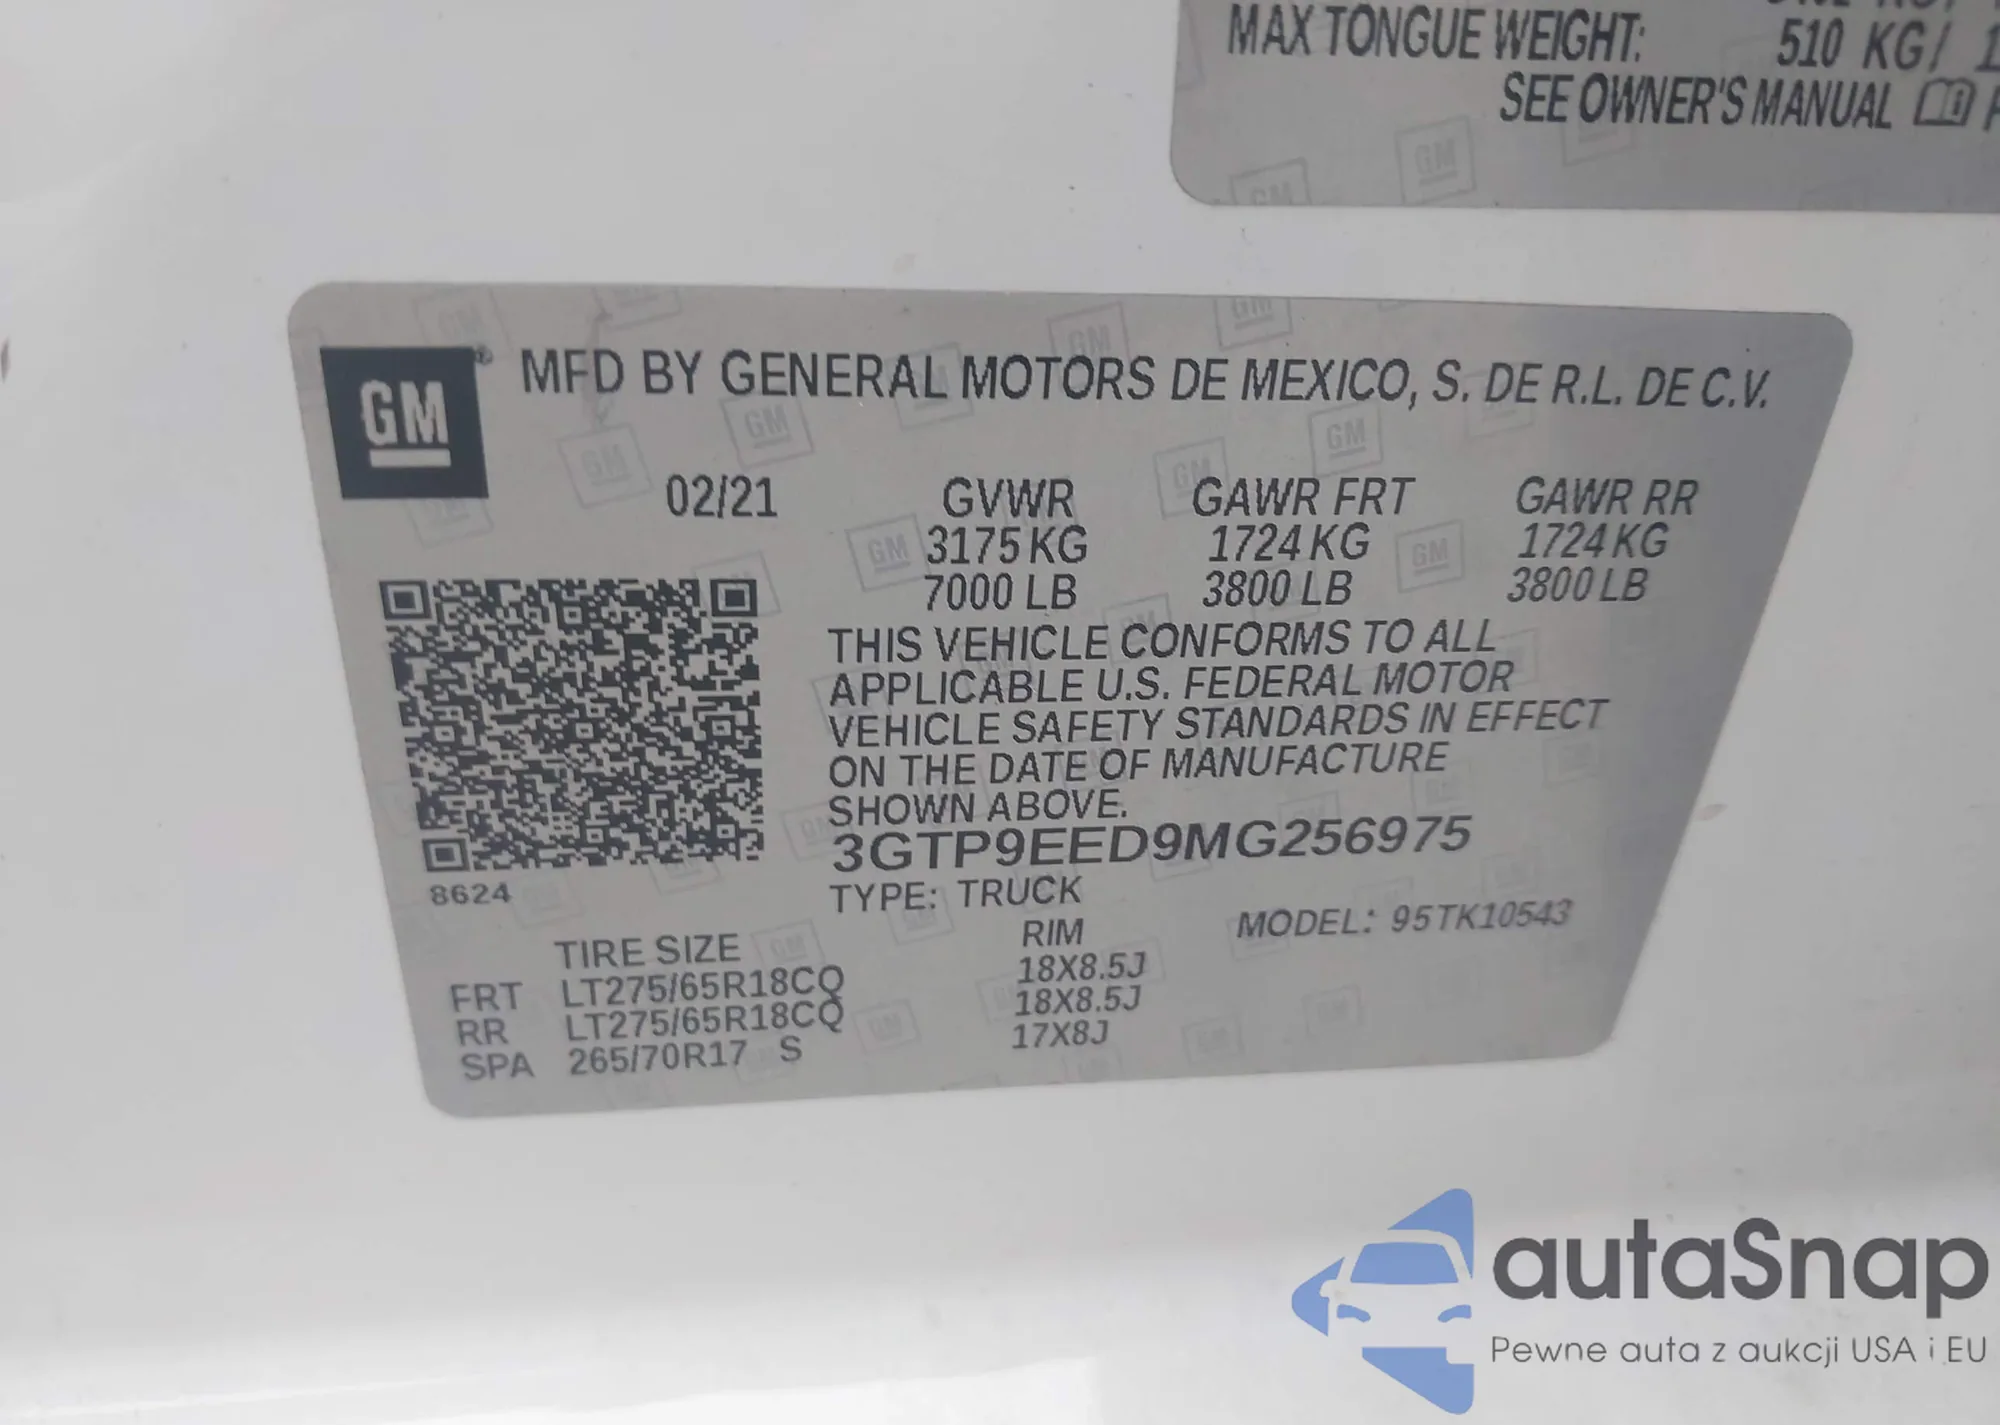 MAX TONGUE WEIGHT: 510 KG/
SEE OWNER'S MANUAL
GM® MFD BY GENERAL MOTORS DE MEXICO, S. DE R.L. DE C.V.
02/21 GVWR GAWR FRT GAWR RR
3175 KG 1724 KG 1724 KG
7000 LB 3800 LB 3800 LB
THIS VEHICLE CONFORMS TO ALL
APPLICABLE U.S. FEDERAL MOTOR
VEHICLE SAFETY STANDARDS IN EFFECT
ON THE DATE OF MANUFACTURE
SHOWN ABOVE.
3GTP9EED9MG256975
8624
TYPE: TRUCK MODEL: 95TK10543
TIRE SIZE RIM
FRT LT275/65R18CQ 18X8.5J
RR LT275/65R18CQ 18X8.5J
SPA 265/70R17 S 17X8J
autaSnap
Pewne auta z aukcji USA i EU